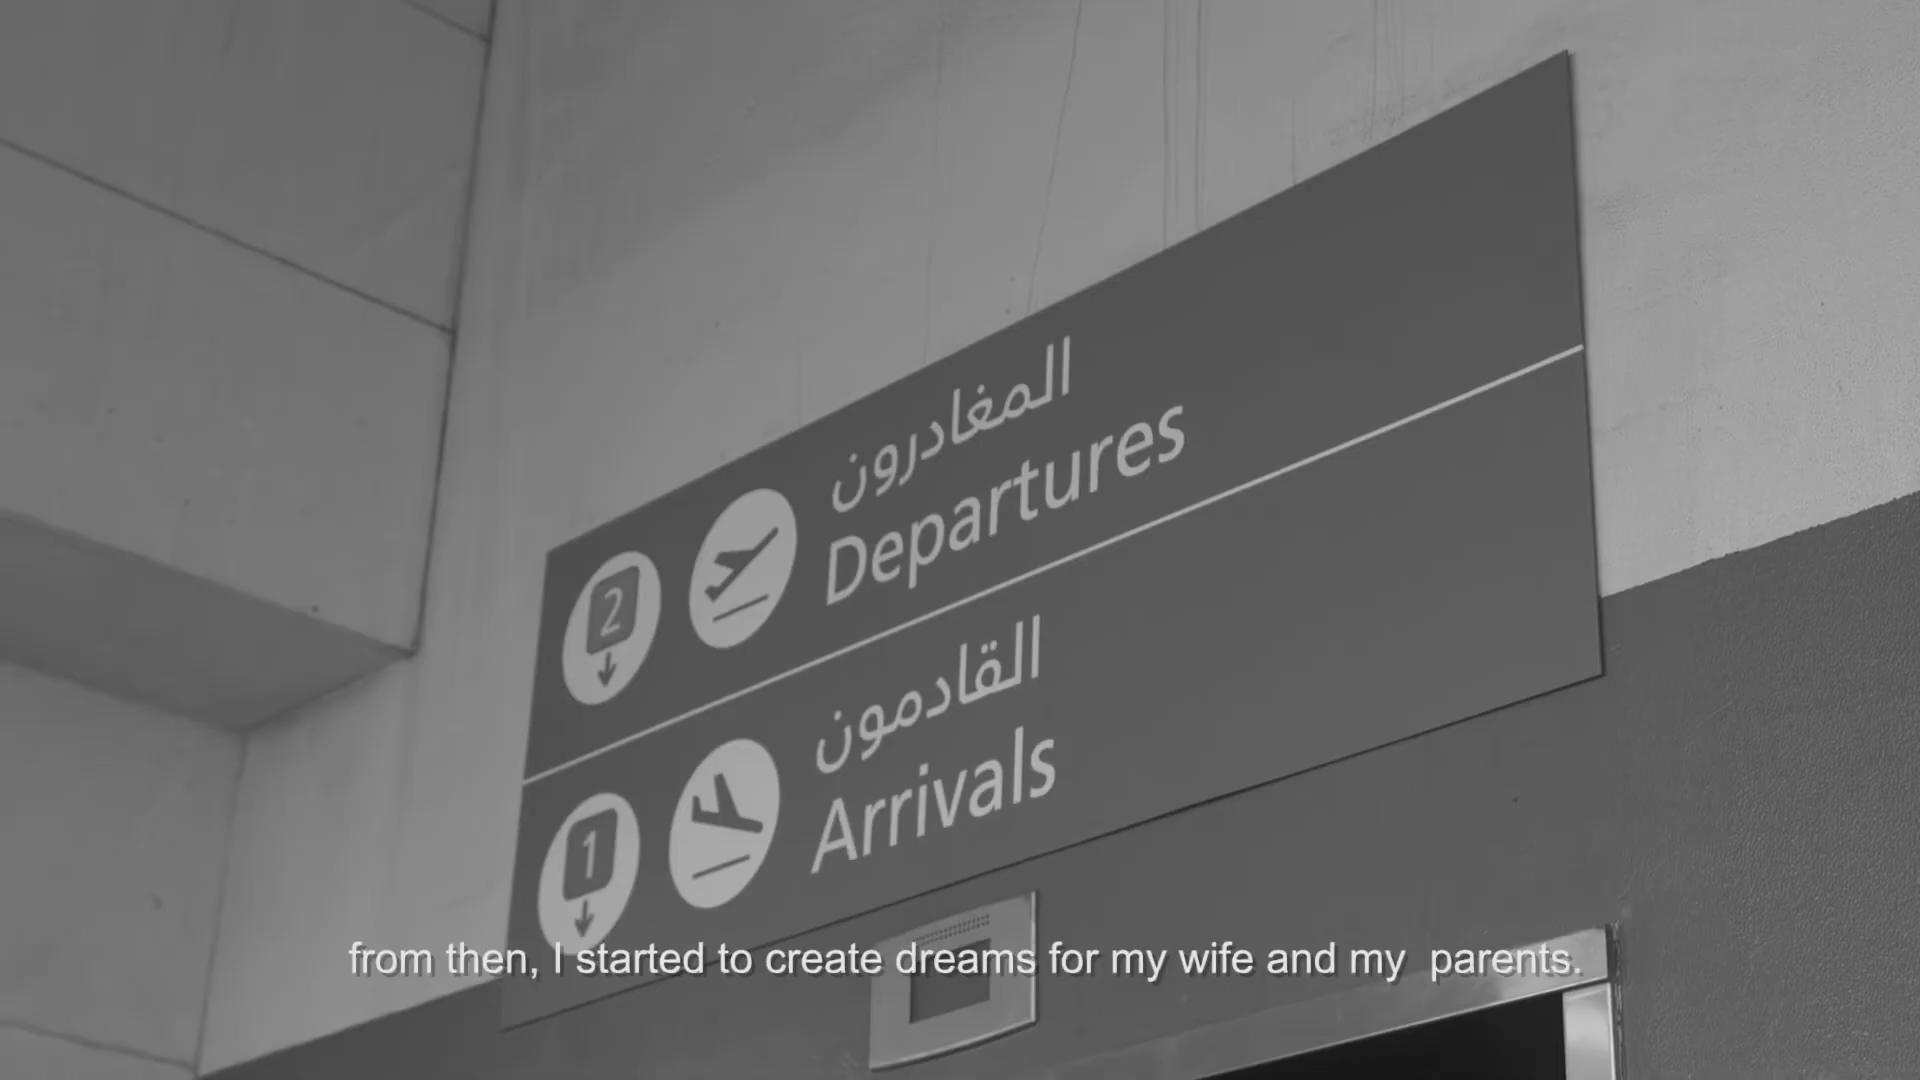 المغادرون
2
Departures
القادمون
1
Arrivals
from then, I started to create dreams for my wife and my  parents.